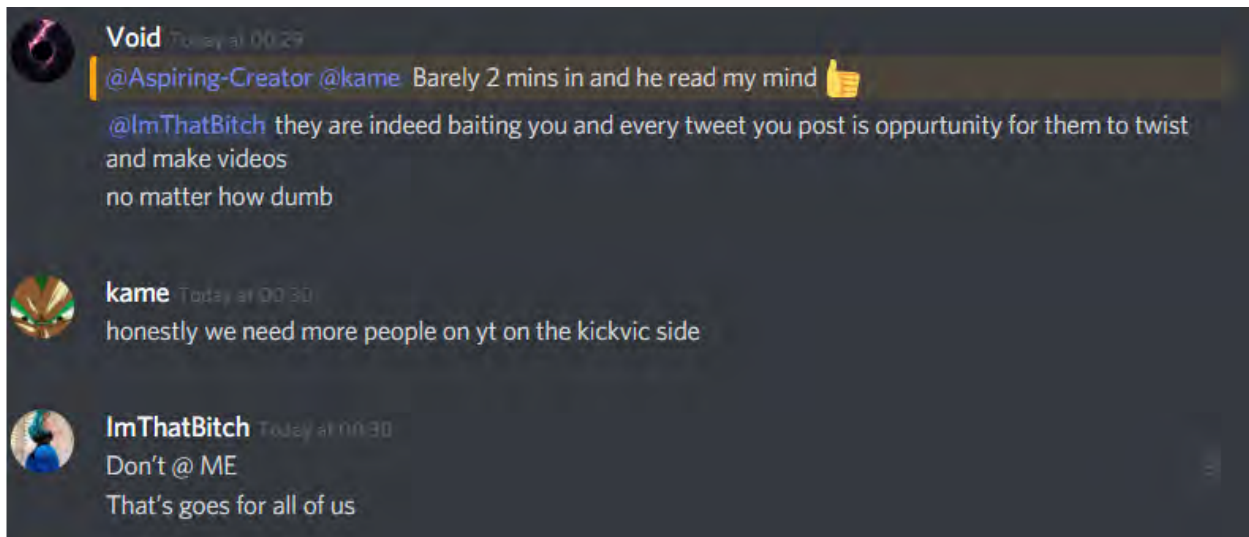 Void Today at 00:29
@Aspiring-Creator @kame Barely 2 mins in and he read my mind
@ImThatBitch they are indeed baiting you and every tweet you post is oppurtunity for them to twist
and make videos
no matter how dumb
kame Today at 00:30
honestly we need more people on yt on the kickvic side
ImThatBitch Today at 00:30
Don't @ ME
That's goes for all of us